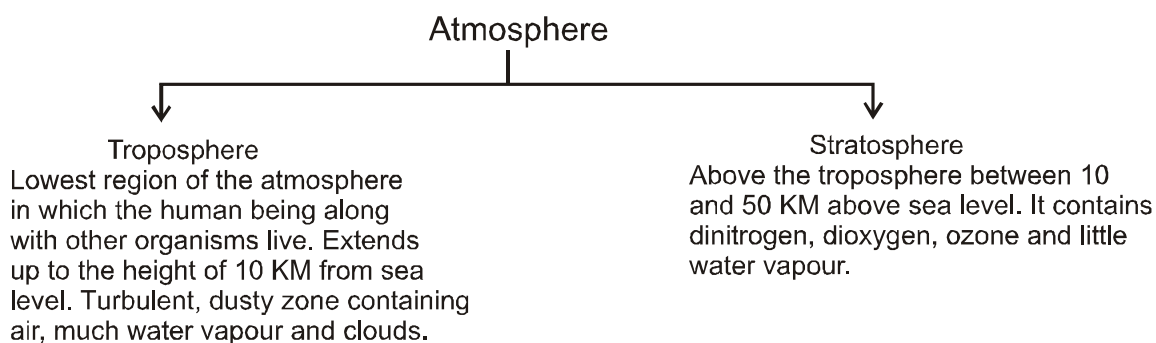 Atmosphere
Troposphere
Lowest region of the atmosphere
in which the human being along
with other organisms live. Extends
up to the height of 10 KM from sea
level. Turbulent, dusty zone containing
air, much water vapour and clouds.
Stratosphere
Above the troposphere between 10
and 50 KM above sea level. It contains
dinitrogen, dioxygen, ozone and little
water vapour.